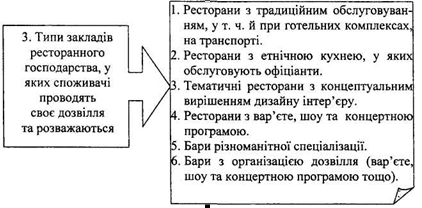 3. Типи закладів
ресторанного
господарства, у
яких споживачі
проводять
своє дозвілля
та розважаються
1. Ресторани з традиційним обслуговуван-
ням, у т. ч. й при готельних комплексах,
на транспорті.
2. Ресторани з етнічною кухнею, у яких
обслуговують офіціанти.
3. Тематичні ресторани з концептуальним
вирішенням дизайну інтер'єру.
4. Ресторани з вар'єте, шоу та концертною
програмою.
5. Бари різноманітної спеціалізації.
6. Бари з організацією дозвілля (вар'єте,
шоу та концертною програмою тощо).